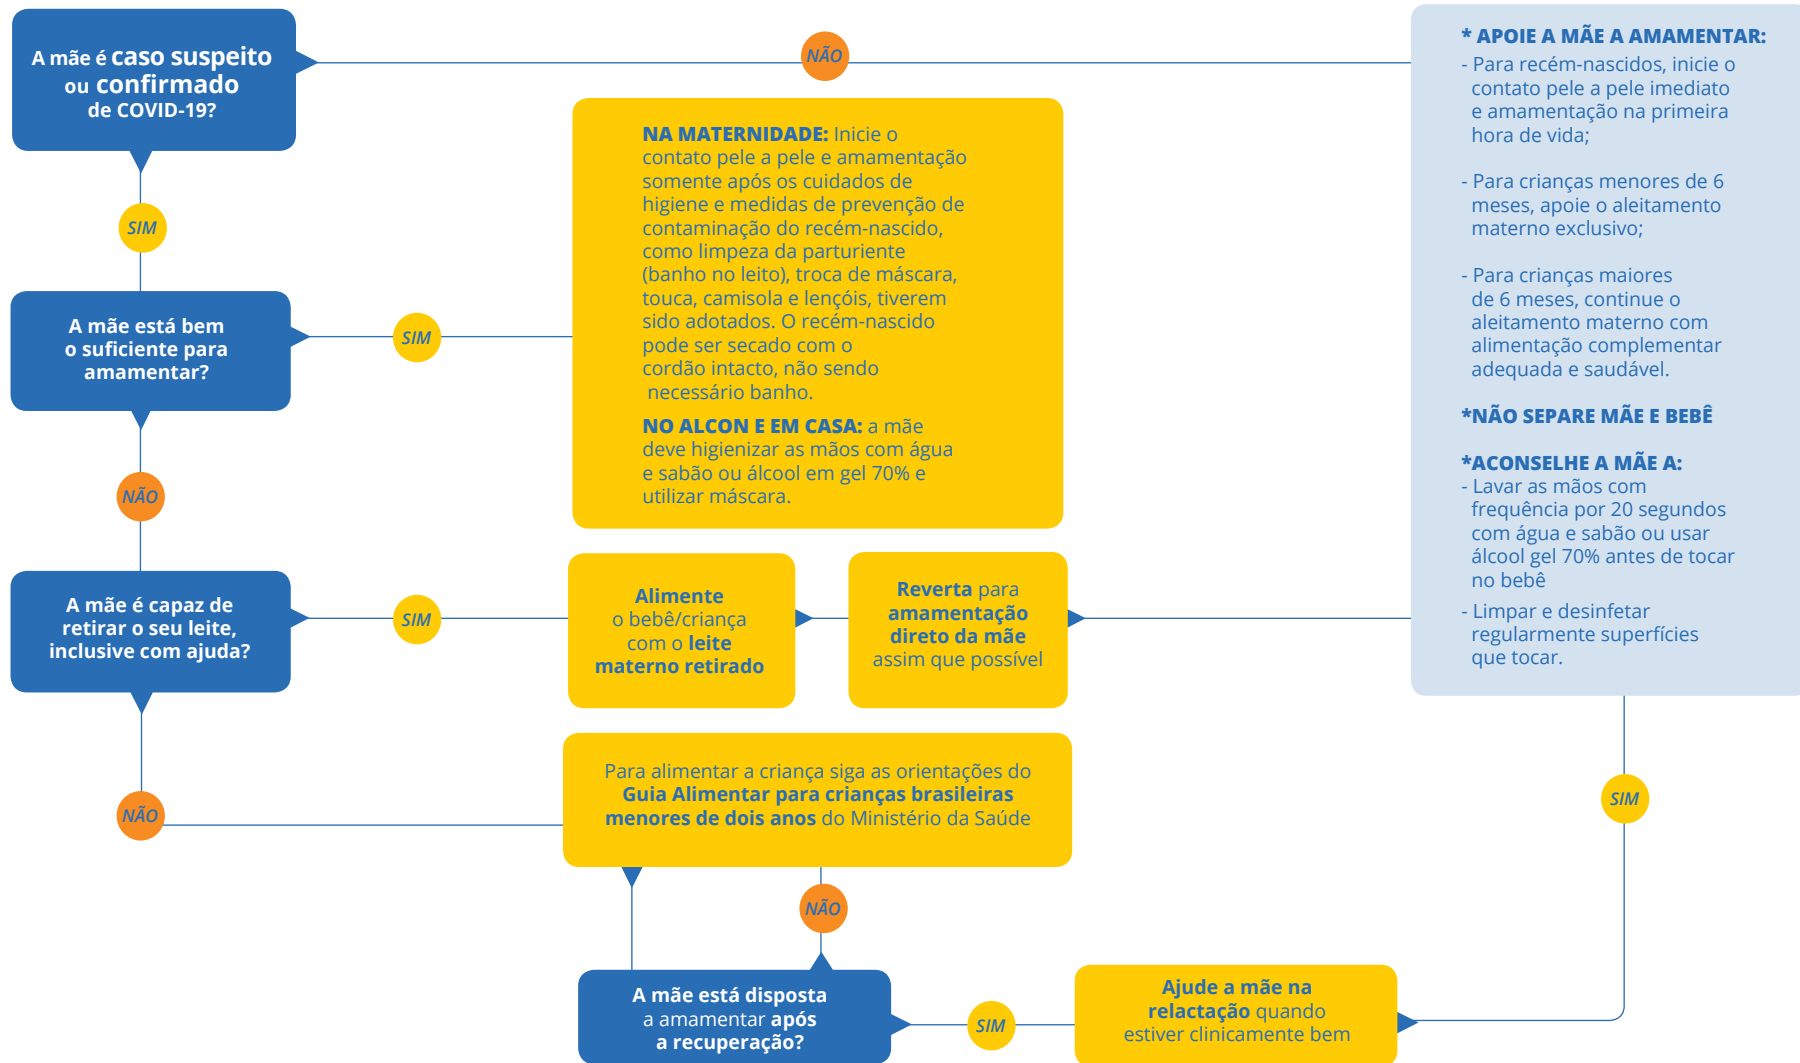 A mãe é caso suspeito
ou confirmado
de COVID-19?
NÃO
SIM
A mãe está bem
o suficiente para
amamentar?
SIM
NA MATERNIDADE: Inicie o
contato pele a pele e amamentação
somente após os cuidados de
higiene e medidas de prevenção de
contaminação do recém-nascido,
como limpeza da parturiente
(banho no leito), troca de máscara,
touca, camisola e lençóis, tiverem
sido adotados. O recém-nascido
pode ser secado com o
cordão intacto, não sendo
necessário banho.
NO ALCON E EM CASA: a mãe
deve higienizar as mãos com água
e sabão ou álcool em gel 70% e
utilizar máscara.
NÃO
A mãe é capaz de
retirar o seu leite,
inclusive com ajuda?
SIM
Alimente
o bebê/criança
com o leite
materno retirado
Reverta para
amamentação
direto da mãe
assim que possível
NÃO
Para alimentar a criança siga as orientações do
Guia Alimentar para crianças brasileiras
menores de dois anos do Ministério da Saúde
NÃO
A mãe está disposta
a amamentar após
a recuperação?
SIM
Ajude a mãe na
relactação quando
estiver clinicamente bem
SIM
* APOIE A MÃE A AMAMENTAR:
- Para recém-nascidos, inicie o
contato pele a pele imediato
e amamentação na primeira
hora de vida;
- Para crianças menores de 6
meses, apoie o aleitamento
materno exclusivo;
- Para crianças maiores
de 6 meses, continue o
aleitamento materno com
alimentação complementar
adequada e saudável.
*NÃO SEPARE MÃE E BEBÊ
*ACONSELHE A MÃE A:
- Lavar as mãos com
frequência por 20 segundos
com água e sabão ou usar
álcool gel 70% antes de tocar
no bebê
- Limpar e desinfetar
regularmente superfícies
que tocar.